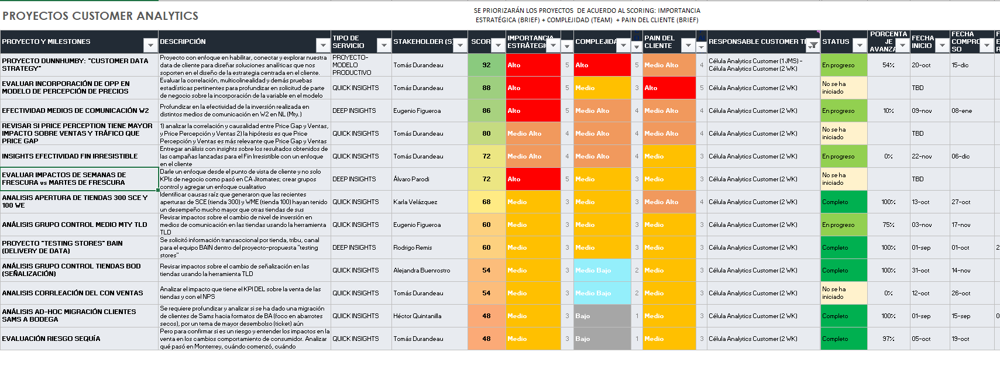 PROYECTOS CUSTOMER ANALYTICS
SE PRIORIZARÁN LOS PROYECTOS DE ACUERDO AL SCORING: IMPORTANCIA
ESTRATÉGICA (BRIEF) + COMPLEJIDAD (TEAM) + PAIN DEL CLIENTE (BRIEF)
PROYECTO Y MILESTONES
DESCRIPCIÓN
TIPO DE
SERVICIO
STAKEHOLDER (S)
SCOR
IMPORTANCIA
ESTRÁTEGI
COMPLEJIDA
PAIN DEL
CLIENTE
RESPONSABLE CUSTOMER T
STATUS
PORCENTA
JE
AVANZA
FECHA
INICIO
FECHA
COMPRO
SO
PROYECTO DUNNHUMBY: "CUSTOMER DATA
STRATEGY"
Proyecto con enfoque en habilitar, conectar y explorar nuestra
data de cliente para diseñar soluciones analíticas que nos
soporten en el diseño de la estrategia centrada en el cliente.
PROYECTO-
MODELO
PRODUCTIVO
Tomás Durandeau
92
Alto
5
Alto
5
Medio Alto
4
Célula Analytics Customer (1 JMS) -
Célula Analytics Customer (2 WK)
En progreso
54%
20-oct
15-dic
EVALUAR INCORPORACIÓN DE OPP EN
MODELO DE PERCEPCIÓN DE PRECIOS
Evaluar la correlación, multicolinealidad y demás pruebas
estadísticas pertinentes para profundizar en solicitud de parte
de negocio sobre la incorporación de la variable en el modelo
QUICK INSIGHTS
Tomás Durandeau
88
Alto
5
Medio
3
Alto
5
Célula Analytics Customer (2 WK)
No se ha
iniciado
TBD
EFECTIVIDAD MEDIOS DE COMUNICACIÓN W2
Profundizar en la efectividad de la inversión realizada en
distintos medios de comunicación en W2 en NL (Mty.)
DEEP INSIGHTS
Eugenio Figueroa
86
Alto
5
Medio Alto
4
Medio Alto
4
Célula Analytics Customer (2 WK)
En progreso
10%
09-nov
08-ene
REVISAR SI PRICE PERCEPTION TIENE MAYOR
IMPACTO SOBRE VENTAS Y TRÁFICO QUE
PRICE GAP
1) analizar la correlación y causalidad entre Price Gap y Ventas,
y Price Percepción y Ventas 2) la hipótesis es que Price
Percepción y Ventas es más relevante que Price Gap y Ventas
QUICK INSIGHTS
Tomás Durandeau
80
Medio Alto
4
Medio Alto
4
Medio Alto
4
Célula Analytics Customer (2 WK)
No se ha
iniciado
TBD
INSIGHTS EFECTIVIDAD FIN IRRESISTIBLE
Entregar análisis con insights sobre los resultados obtenidos de
las campañas lanzadas para el Fin Irresistible con un enfoque
en el cliente
QUICK INSIGHTS
Tomás Durandeau
72
Medio Alto
4
Medio Alto
4
Medio
3
Célula Analytics Customer (2 WK)
En progreso
0%
22-nov
06-dic
EVALUAR IMPACTOS DE SEMANAS DE
FRESCURA vs MARTES DE FRESCURA
Darle un enfoque desde el punto de vista de cliente y no solo
KPIs de negocio como pasó en CA Jitomates; crear grupos
control y agregar un enfoque cualitativo
DEEP INSIGHTS
Álvaro Parodi
72
Alto
5
Medio
3
Medio
3
Célula Analytics Customer (2 WK)
No se ha
iniciado
TBD
ANALISIS APERTURA DE TIENDAS 300 SCE Y
100 WE
Identificar causas raíz que generaron que las recientes
aperturas de SCE (tienda 300) y WME (tienda 100) hayan tenido
un desempeño mucho mayor que otras tiendas de sus
QUICK INSIGHTS
Karla Velázquez
68
Medio
3
Medio
3
Medio Alto
4
Célula Analytics Customer (2 WK)
Completo
100%
13-oct
27-oct
ANÁLISIS GRUPO CONTROL MEDIO MTY TLD
Revisar impactos sobre el cambio de nivel de inversión en
medios de comunicación en las tiendas usando la herramienta
TLD
QUICK INSIGHTS
Eugenio Figueroa
60
Medio
3
Medio
3
Medio
3
Célula Analytics Customer (2 WK)
En progreso
75%
03-nov
17-nov
PROYECTO "TESTING STORES" BAIN
(DELIVERY DE DATA)
Se solicitó información transaccional por tienda, tribu, canal
para el equipo BAIN dentro del proyecto-propuesta "testing
stores"
DEEP INSIGHTS
Rodrigo Remis
60
Medio
3
Medio
3
Medio
3
Célula Analytics Customer (2 WK)
Completo
100%
01-sep
01-oct
2
ANÁLISIS GRUPO CONTROL TIENDAS BOD
(SEÑALIZACIÓN)
Revisar impactos sobre el cambio de señalización en las
tiendas usando la herramienta TLD
QUICK INSIGHTS
Alejandra Buenrostro
54
Medio
3
Medio Bajo
2
Medio
3
Célula Analytics Customer (2 WK)
Completo
100%
31-oct
14-nov
ANALISIS CORRLEACIÓN DEL CON VENTAS
Analizar el impacto que tiene el KPI DEL sobre la venta de las
tiendas y con el NPS
QUICK INSIGHTS
Tomás Durandeau
54
Medio
3
Medio Bajo
2
Medio
3
Célula Analytics Customer (2 WK)
No se ha
iniciado
0%
12-oct
26-oct
ANÁLISIS AD-HOC MIGRACIÓN CLIENTES
SAMS A BODEGA
Se requiere profundizar y analizar si se ha dado una migración
de clientes de Sams hacia formatos de BA (foco en abarrotes
secos), por un tema de mayor desembolso (ticket) aún
QUICK INSIGHTS
Héctor Quintanilla
48
Medio
3
Bajo
1
Medio
3
Célula Analytics Customer (2 WK)
Completo
100%
01-sep
15-sep
0
EVALUACIÓN RIESGO SEQUÍA
Pero para confirmar si es un riesgo y entender los impactos en la
venta en los cambios comportamiento de consumidor. Analizar
qué pasó en Monterrey, cuándo comenzó, cuándo
QUICK INSIGHTS
Tomás Durandeau
48
Medio
3
Bajo
1
Medio
3
Célula Analytics Customer (2 WK)
Completo
97%
05-oct
19-oct